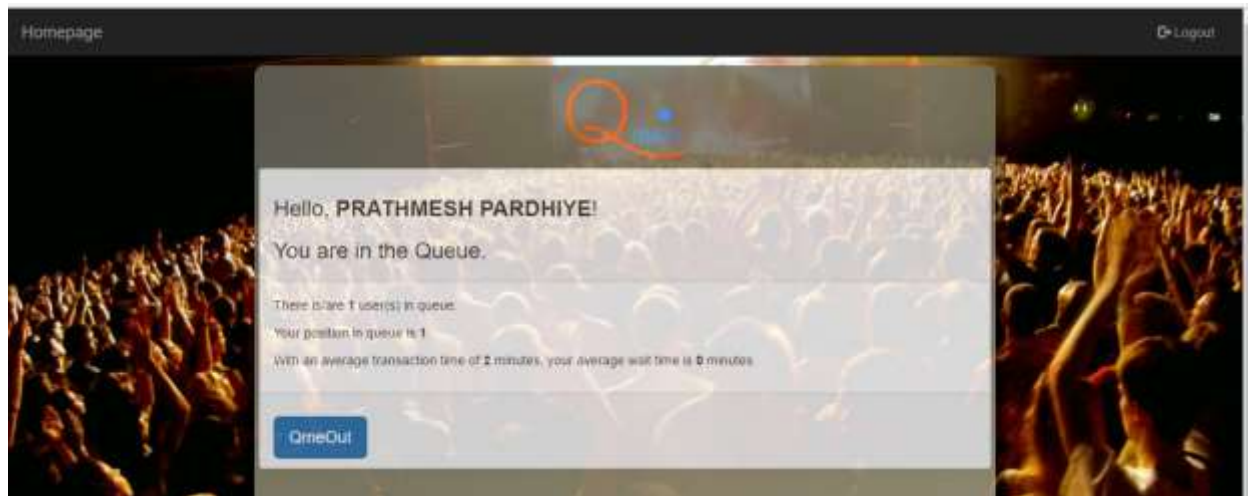 Homepage
Logout
Hello, PRATHMESH PARDHIYE!
You are in the Queue.
There is/are 1 user(s) in queue.
Your position in queue is 1
With an average transaction time of 2 minutes, your average wait time is 0 minutes
QmeOut